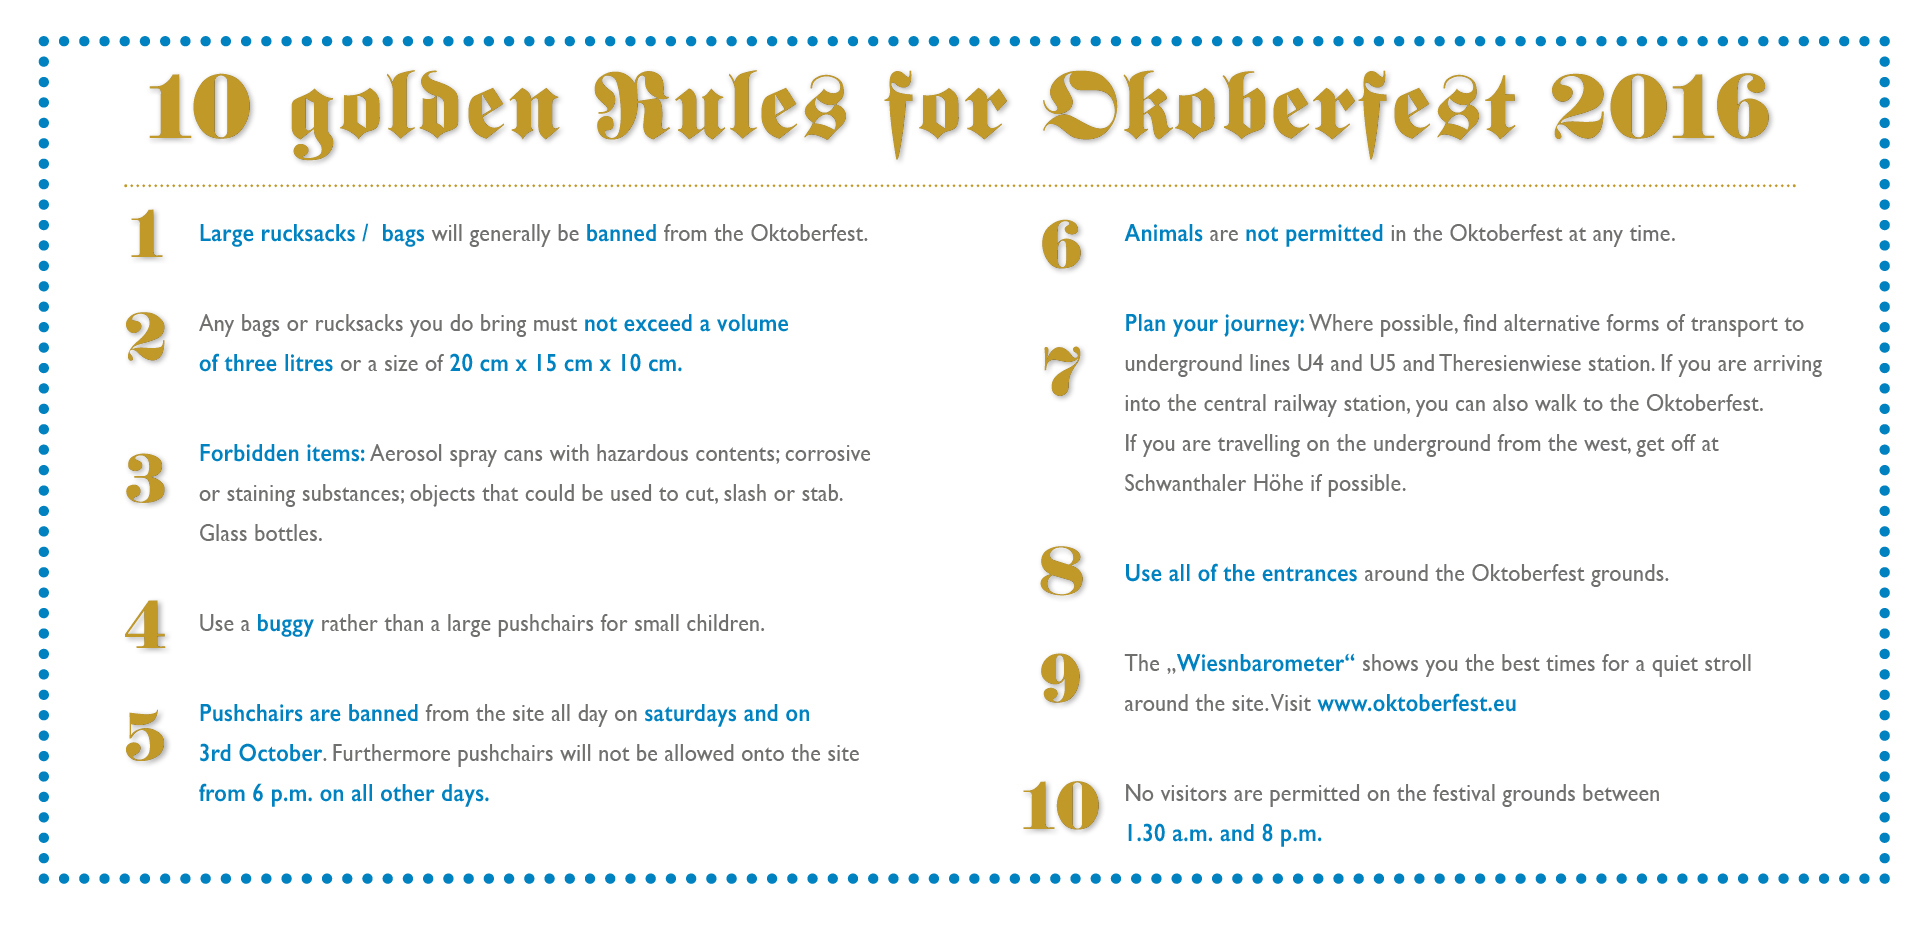 10 golden Rules for Okoberfest 2016
1
Large rucksacks / bags will generally be banned from the Oktoberfest.
2
Any bags or rucksacks you do bring must not exceed a volume
of three litres or a size of 20 cm x 15 cm x 10 cm.
3
Forbidden items: Aerosol spray cans with hazardous contents; corrosive
or staining substances; objects that could be used to cut, slash or stab.
Glass bottles.
4
Use a buggy rather than a large pushchairs for small children.
5
Pushchairs are banned from the site all day on saturdays and on
3rd October. Furthermore pushchairs will not be allowed onto the site
from 6 p.m. on all other days.
6
Animals are not permitted in the Oktoberfest at any time.
7
Plan your journey: Where possible, find alternative forms of transport to
underground lines U4 and U5 and Theresienwiese station. If you are arriving
into the central railway station, you can also walk to the Oktoberfest.
If you are travelling on the underground from the west, get off at
Schwanthaler Höhe if possible.
8
Use all of the entrances around the Oktoberfest grounds.
9
The „Wiesnbarometer“ shows you the best times for a quiet stroll
around the site. Visit www.oktoberfest.eu
10
No visitors are permitted on the festival grounds between
1.30 a.m. and 8 p.m.